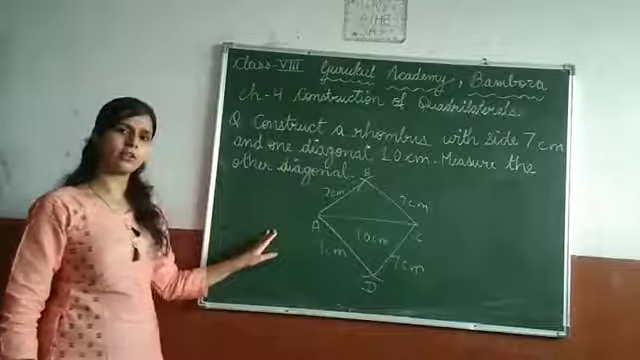 Class-VIII Gurukul Academy, Bambora
Ch-4 Construction of Quadrilaterals.
Q. Construct a rhombus with side 7cm
and one diagonal 10cm. Measure the
other diagonal.
B
7cm
7cm
A
C
10cm
7cm
7cm
D